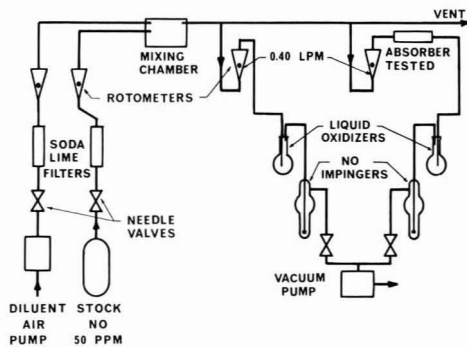 VENT
MIXING
CHAMBER
0.40 LPM
ABSORBER
TESTED
ROTOMETERS
SODA
LIME
FILTERS
LIQUID
OXIDIZERS
NO
IMPINGERS
NEEDLE
VALVES
VACUUM
PUMP
DILUENT
AIR
PUMP
STOCK
NO
50 PPM